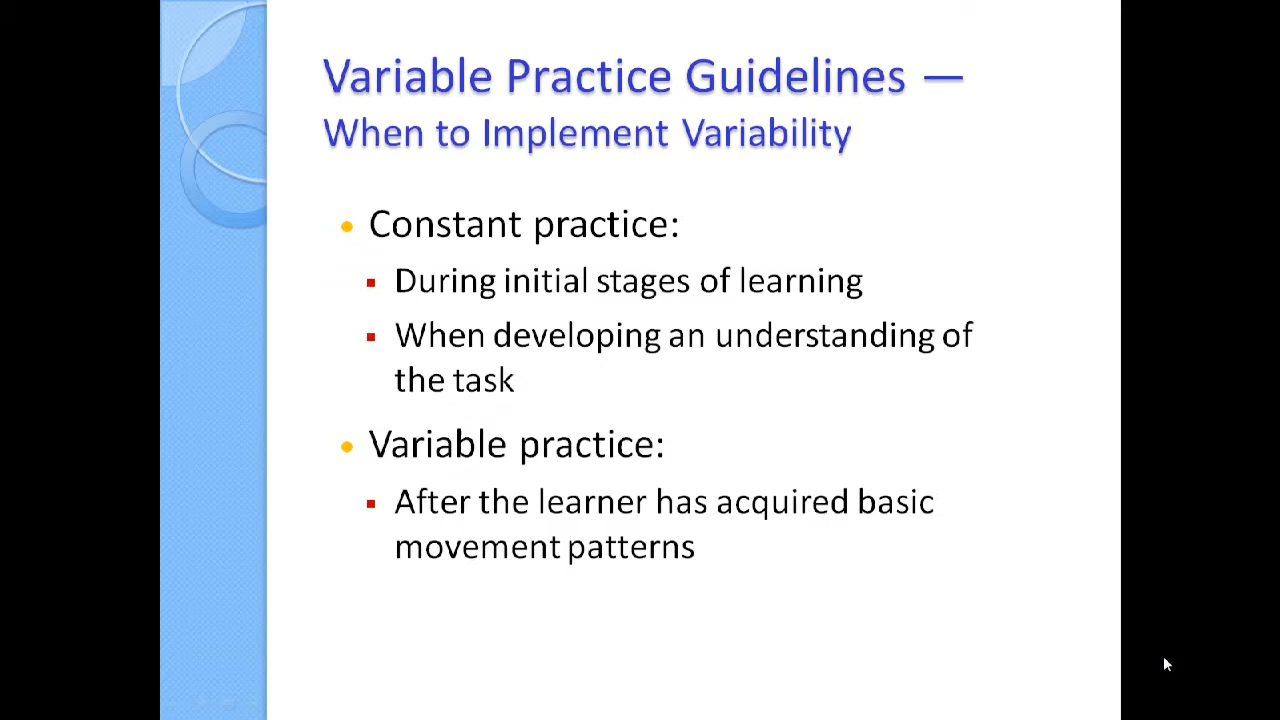 Variable Practice Guidelines —
When to Implement Variability
• Constant practice:
▪ During initial stages of learning
▪ When developing an understanding of
the task
• Variable practice:
▪ After the learner has acquired basic
movement patterns